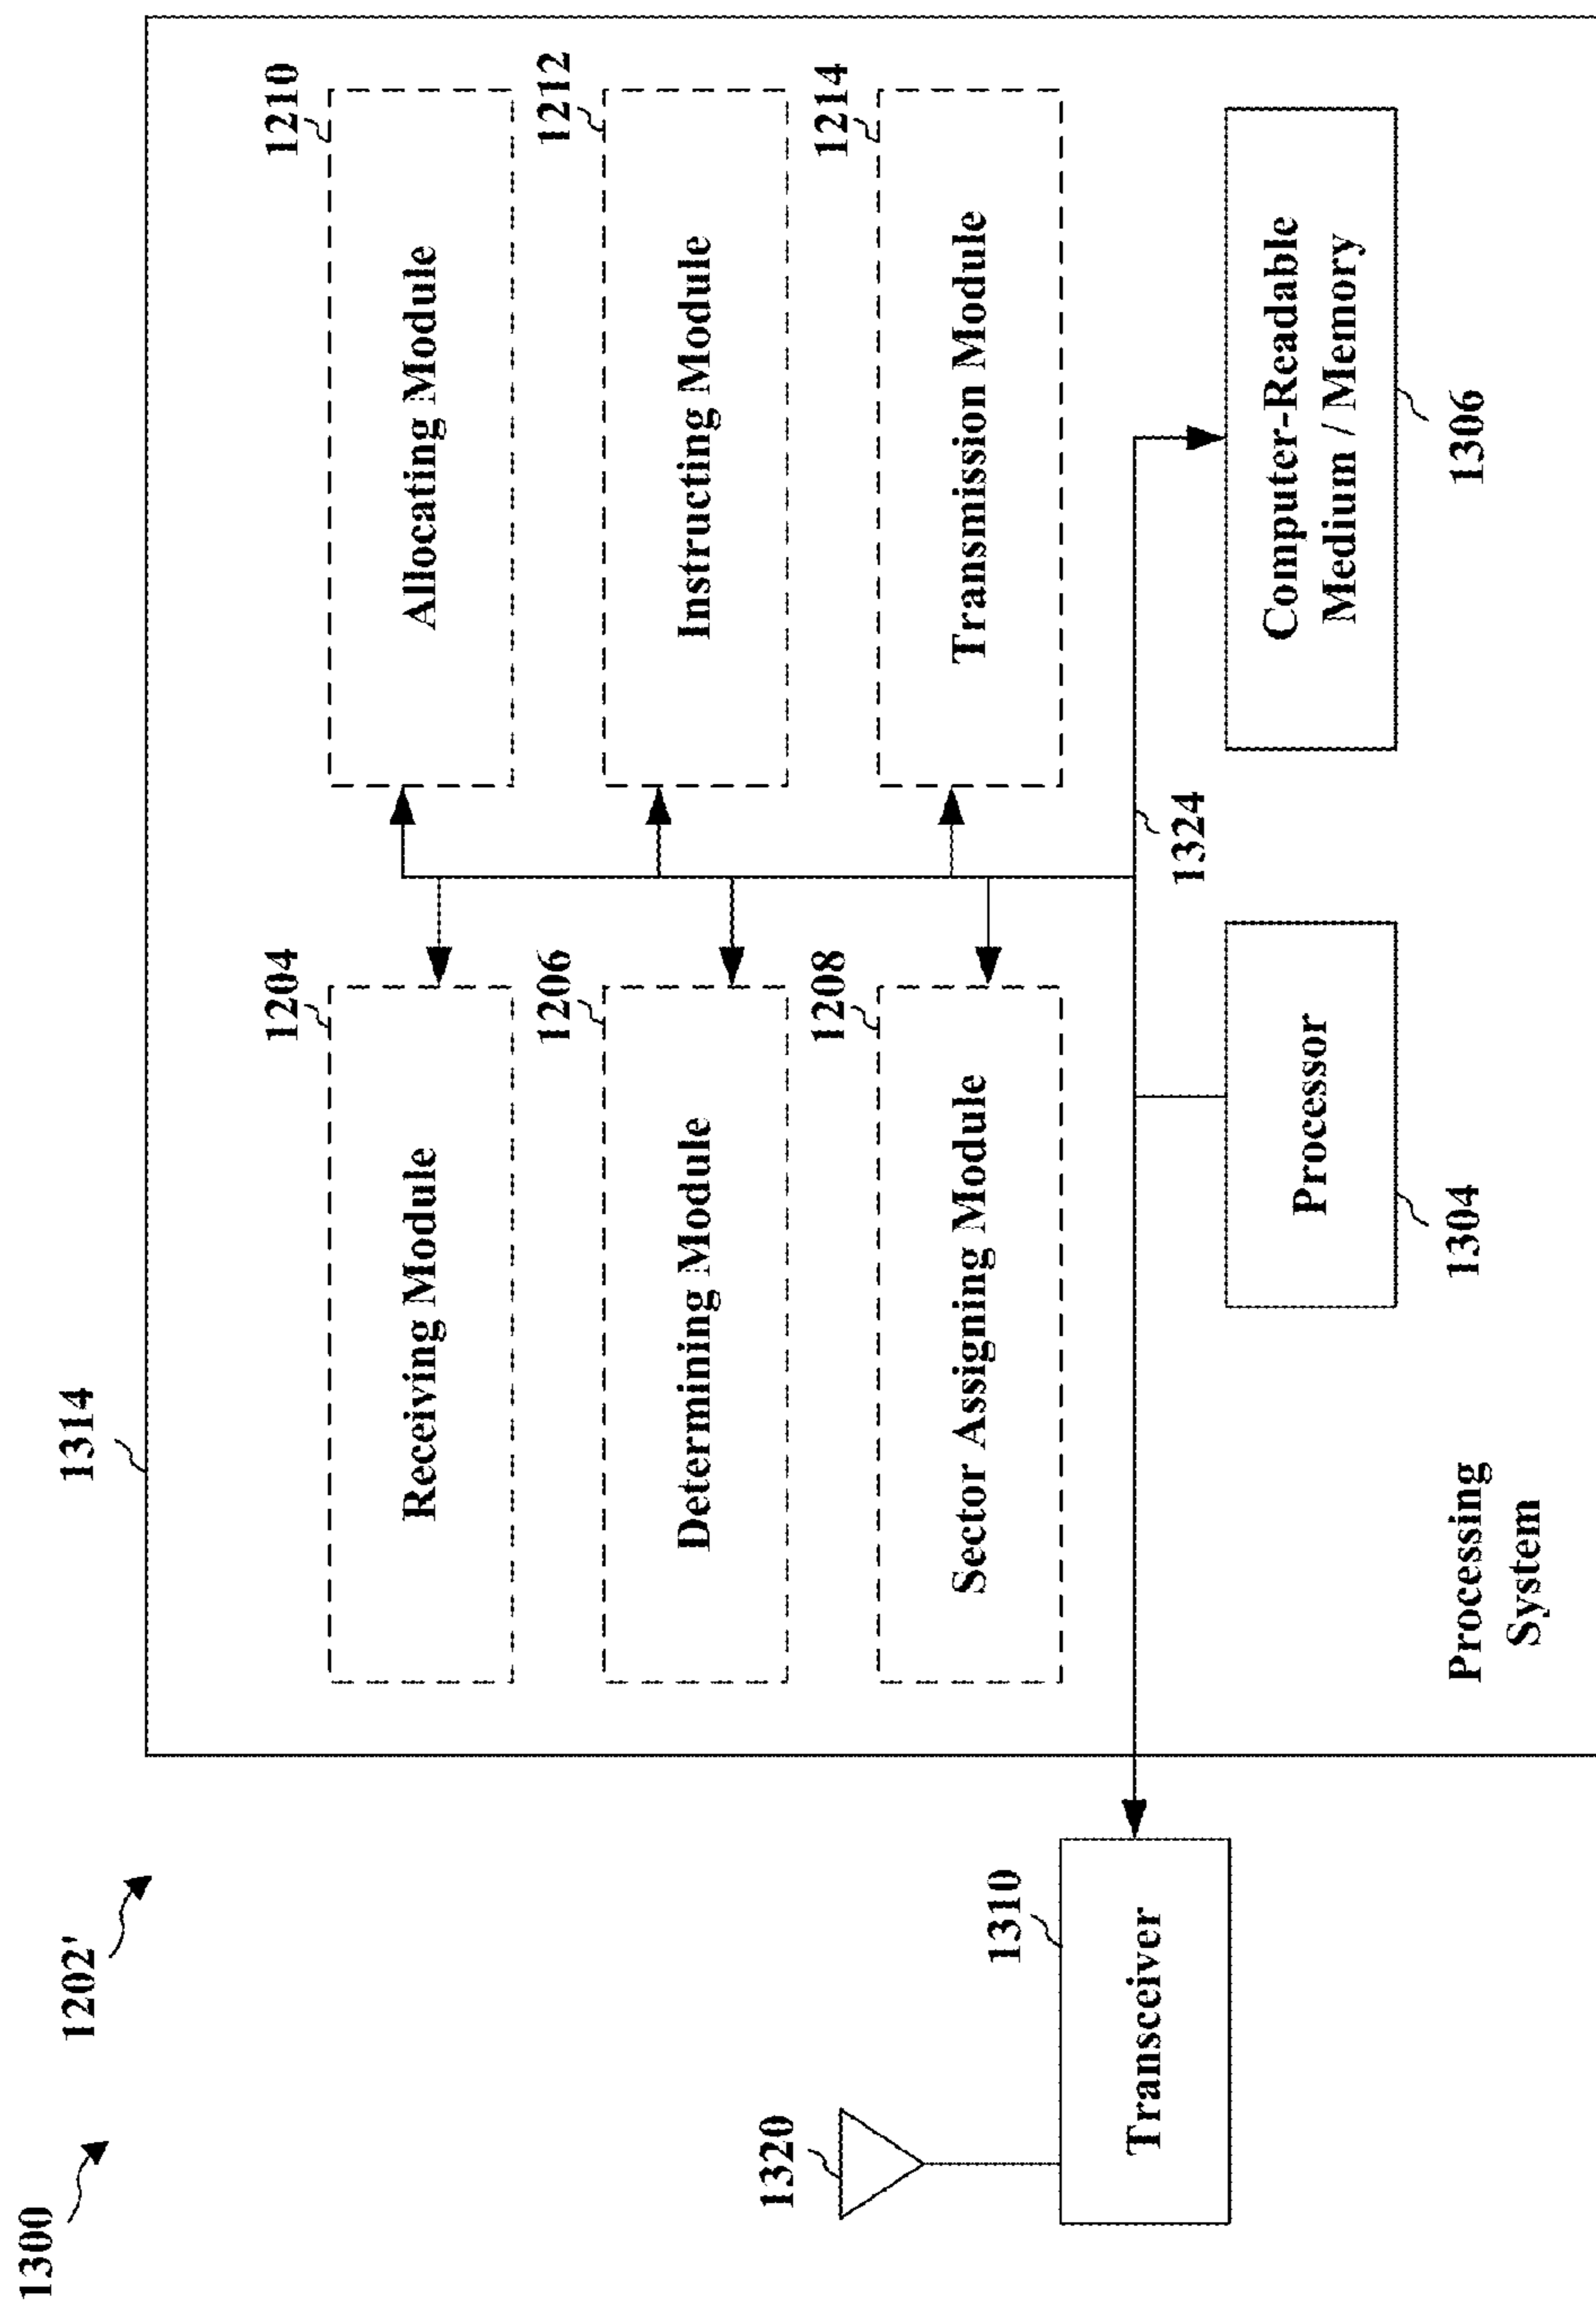 1300
1202'
1314
1204
Receiving Module
1210
Allocating Module
1206
Determining Module
1212
Instructing Module
1208
Sector Assigning Module
1214
Transmission Module
1320
1310
Transceiver
1324
Processor
1304
Computer-Readable
Medium / Memory
1306
Processing
System